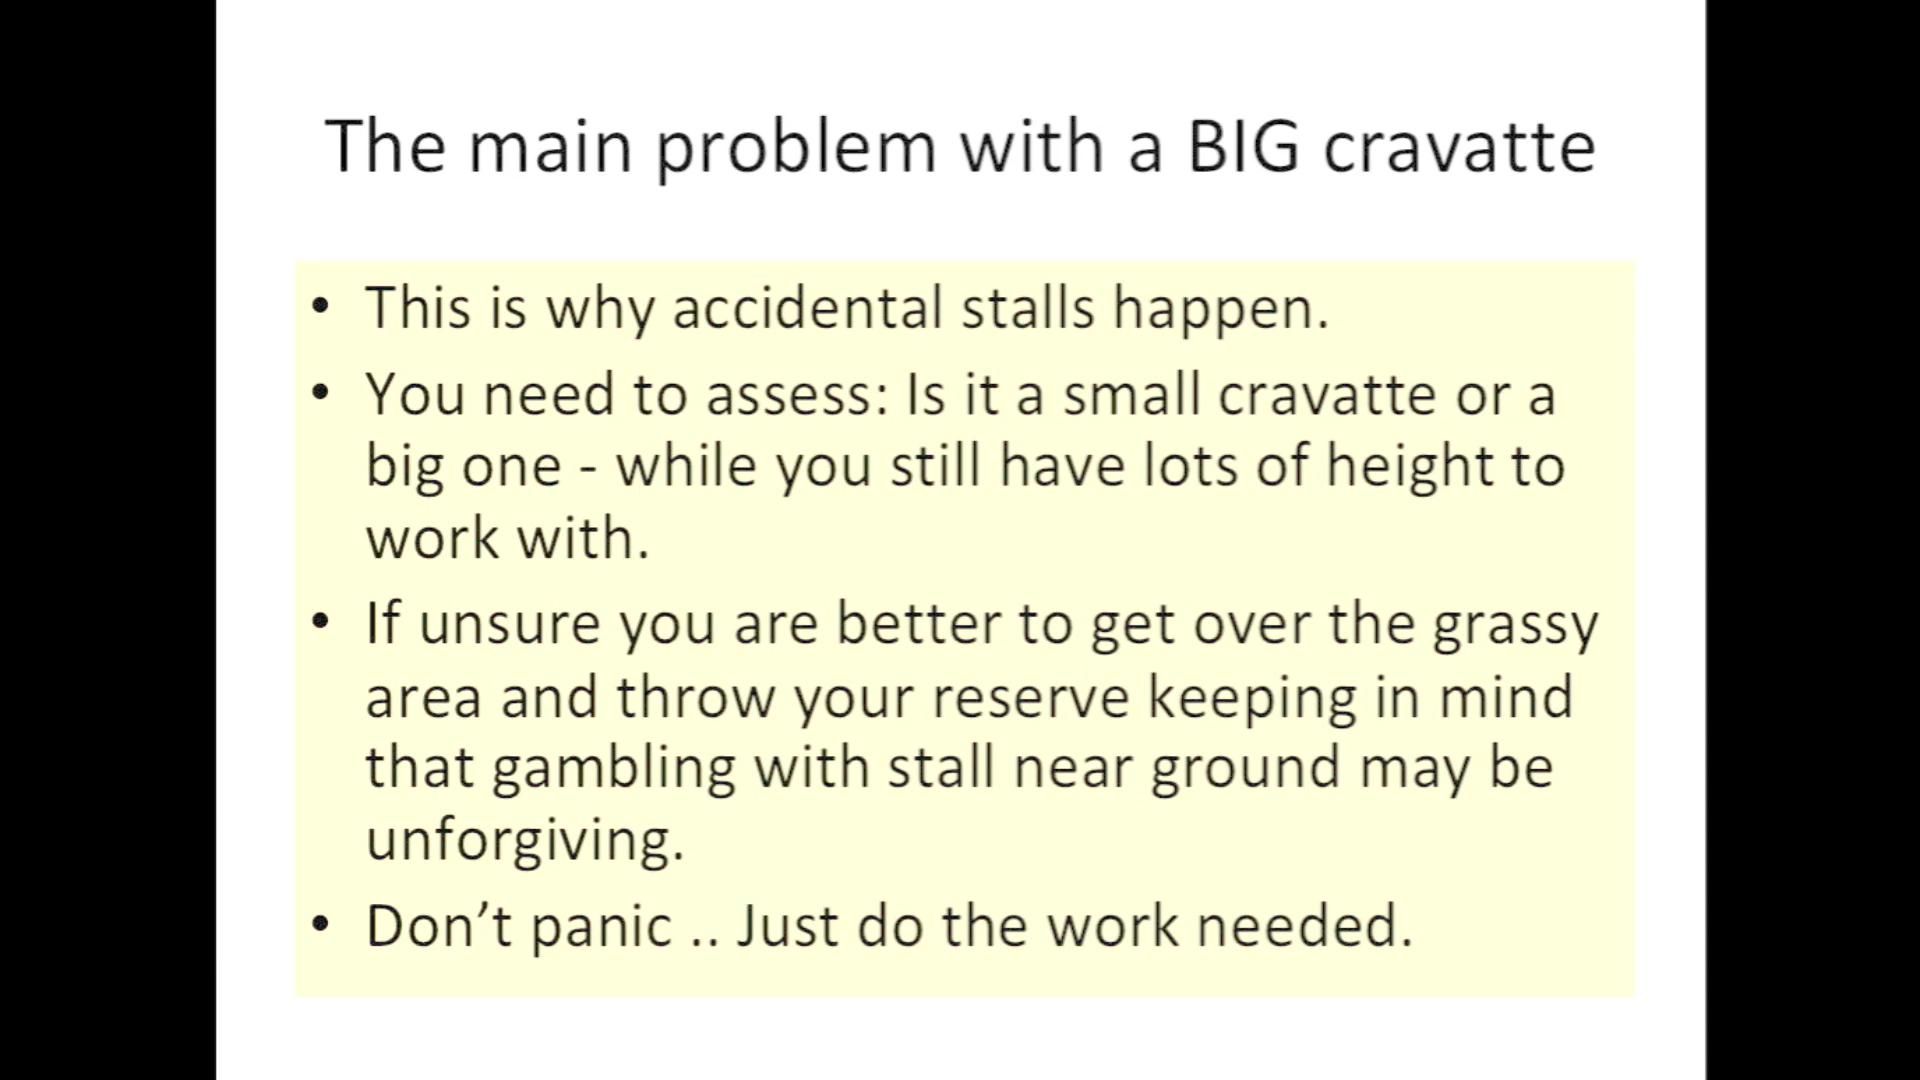 The main problem with a BIG cravatte
• This is why accidental stalls happen.
• You need to assess: Is it a small cravatte or a
big one - while you still have lots of height to
work with.
• If unsure you are better to get over the grassy
area and throw your reserve keeping in mind
that gambling with stall near ground may be
unforgiving.
• Don’t panic .. Just do the work needed.